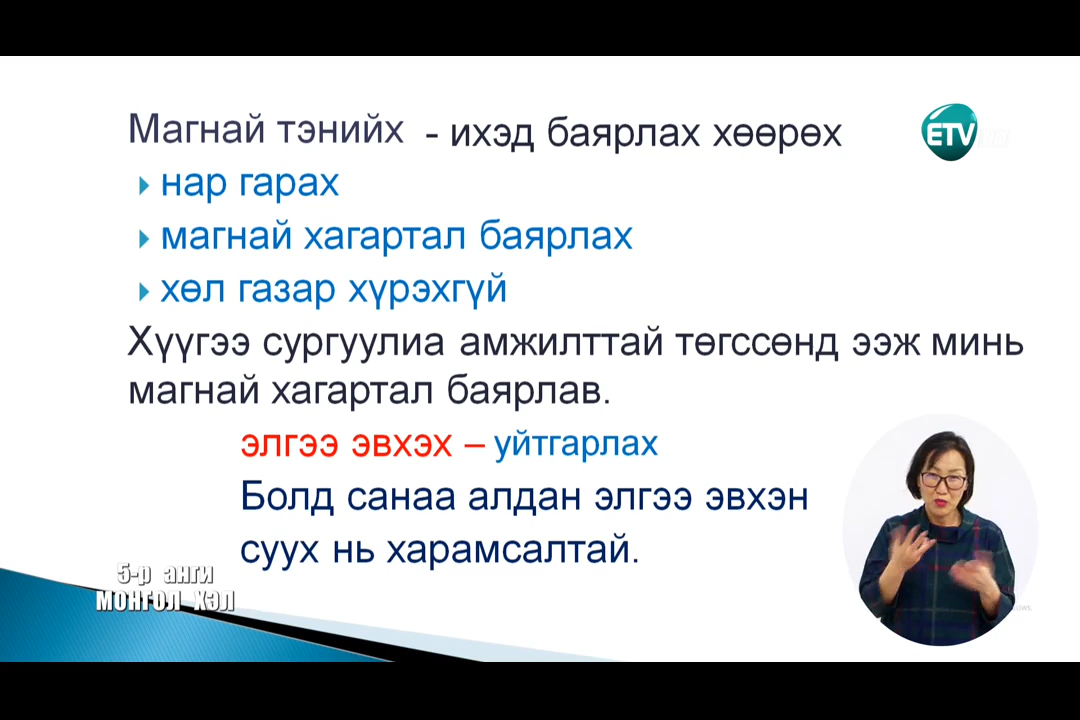 Магнай тэнийх - ихэд баярлах хөөрөх
нар гарах
магнай хагартал баярлах
хөл газар хүрэхгүй
Хүүгээ сургуулиа амжилттай төгссөнд ээж минь
магнай хагартал баярлав.
элгээ эвхэх – уйтгарлах
Болд санаа алдан элгээ эвхэн
суух нь харамсалтай.
5-р анги
МОНГОЛ ХЭЛ
ETV